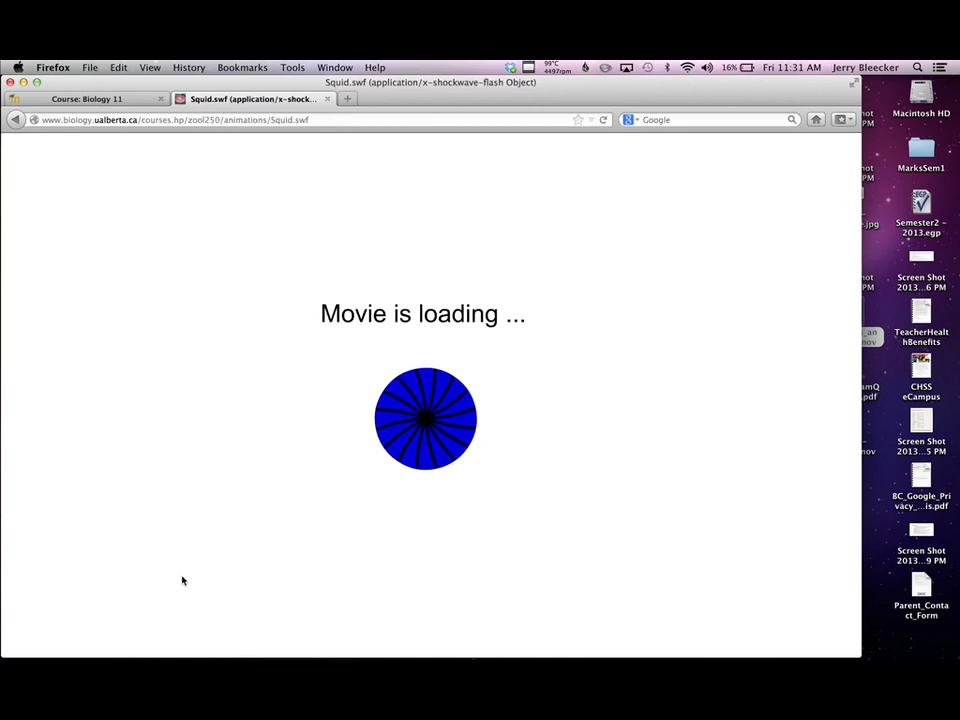 Firefox File Edit View History Bookmarks Tools Window Help 99°C 4497rpm 16% Fri 11:31 AM Jerry Bleecker
Squid.swf (application/x-shockwave-flash Object)
Course: Biology 11 Squid.swf (application/x-shock...
www.biology.ualberta.ca/courses.hp/zool250/animations/Squid.swf Google
Movie is loading ...
Macintosh HD
MarksSem1
Semester2 -
2013.egp
Screen Shot
2013...6 PM
TeacherHealt
hBenefits
CHSS
eCampus
Screen Shot
2013...5 PM
BC_Google_Pri
vacy_...is.pdf
Screen Shot
2013...9 PM
Parent_Conta
ct_Form